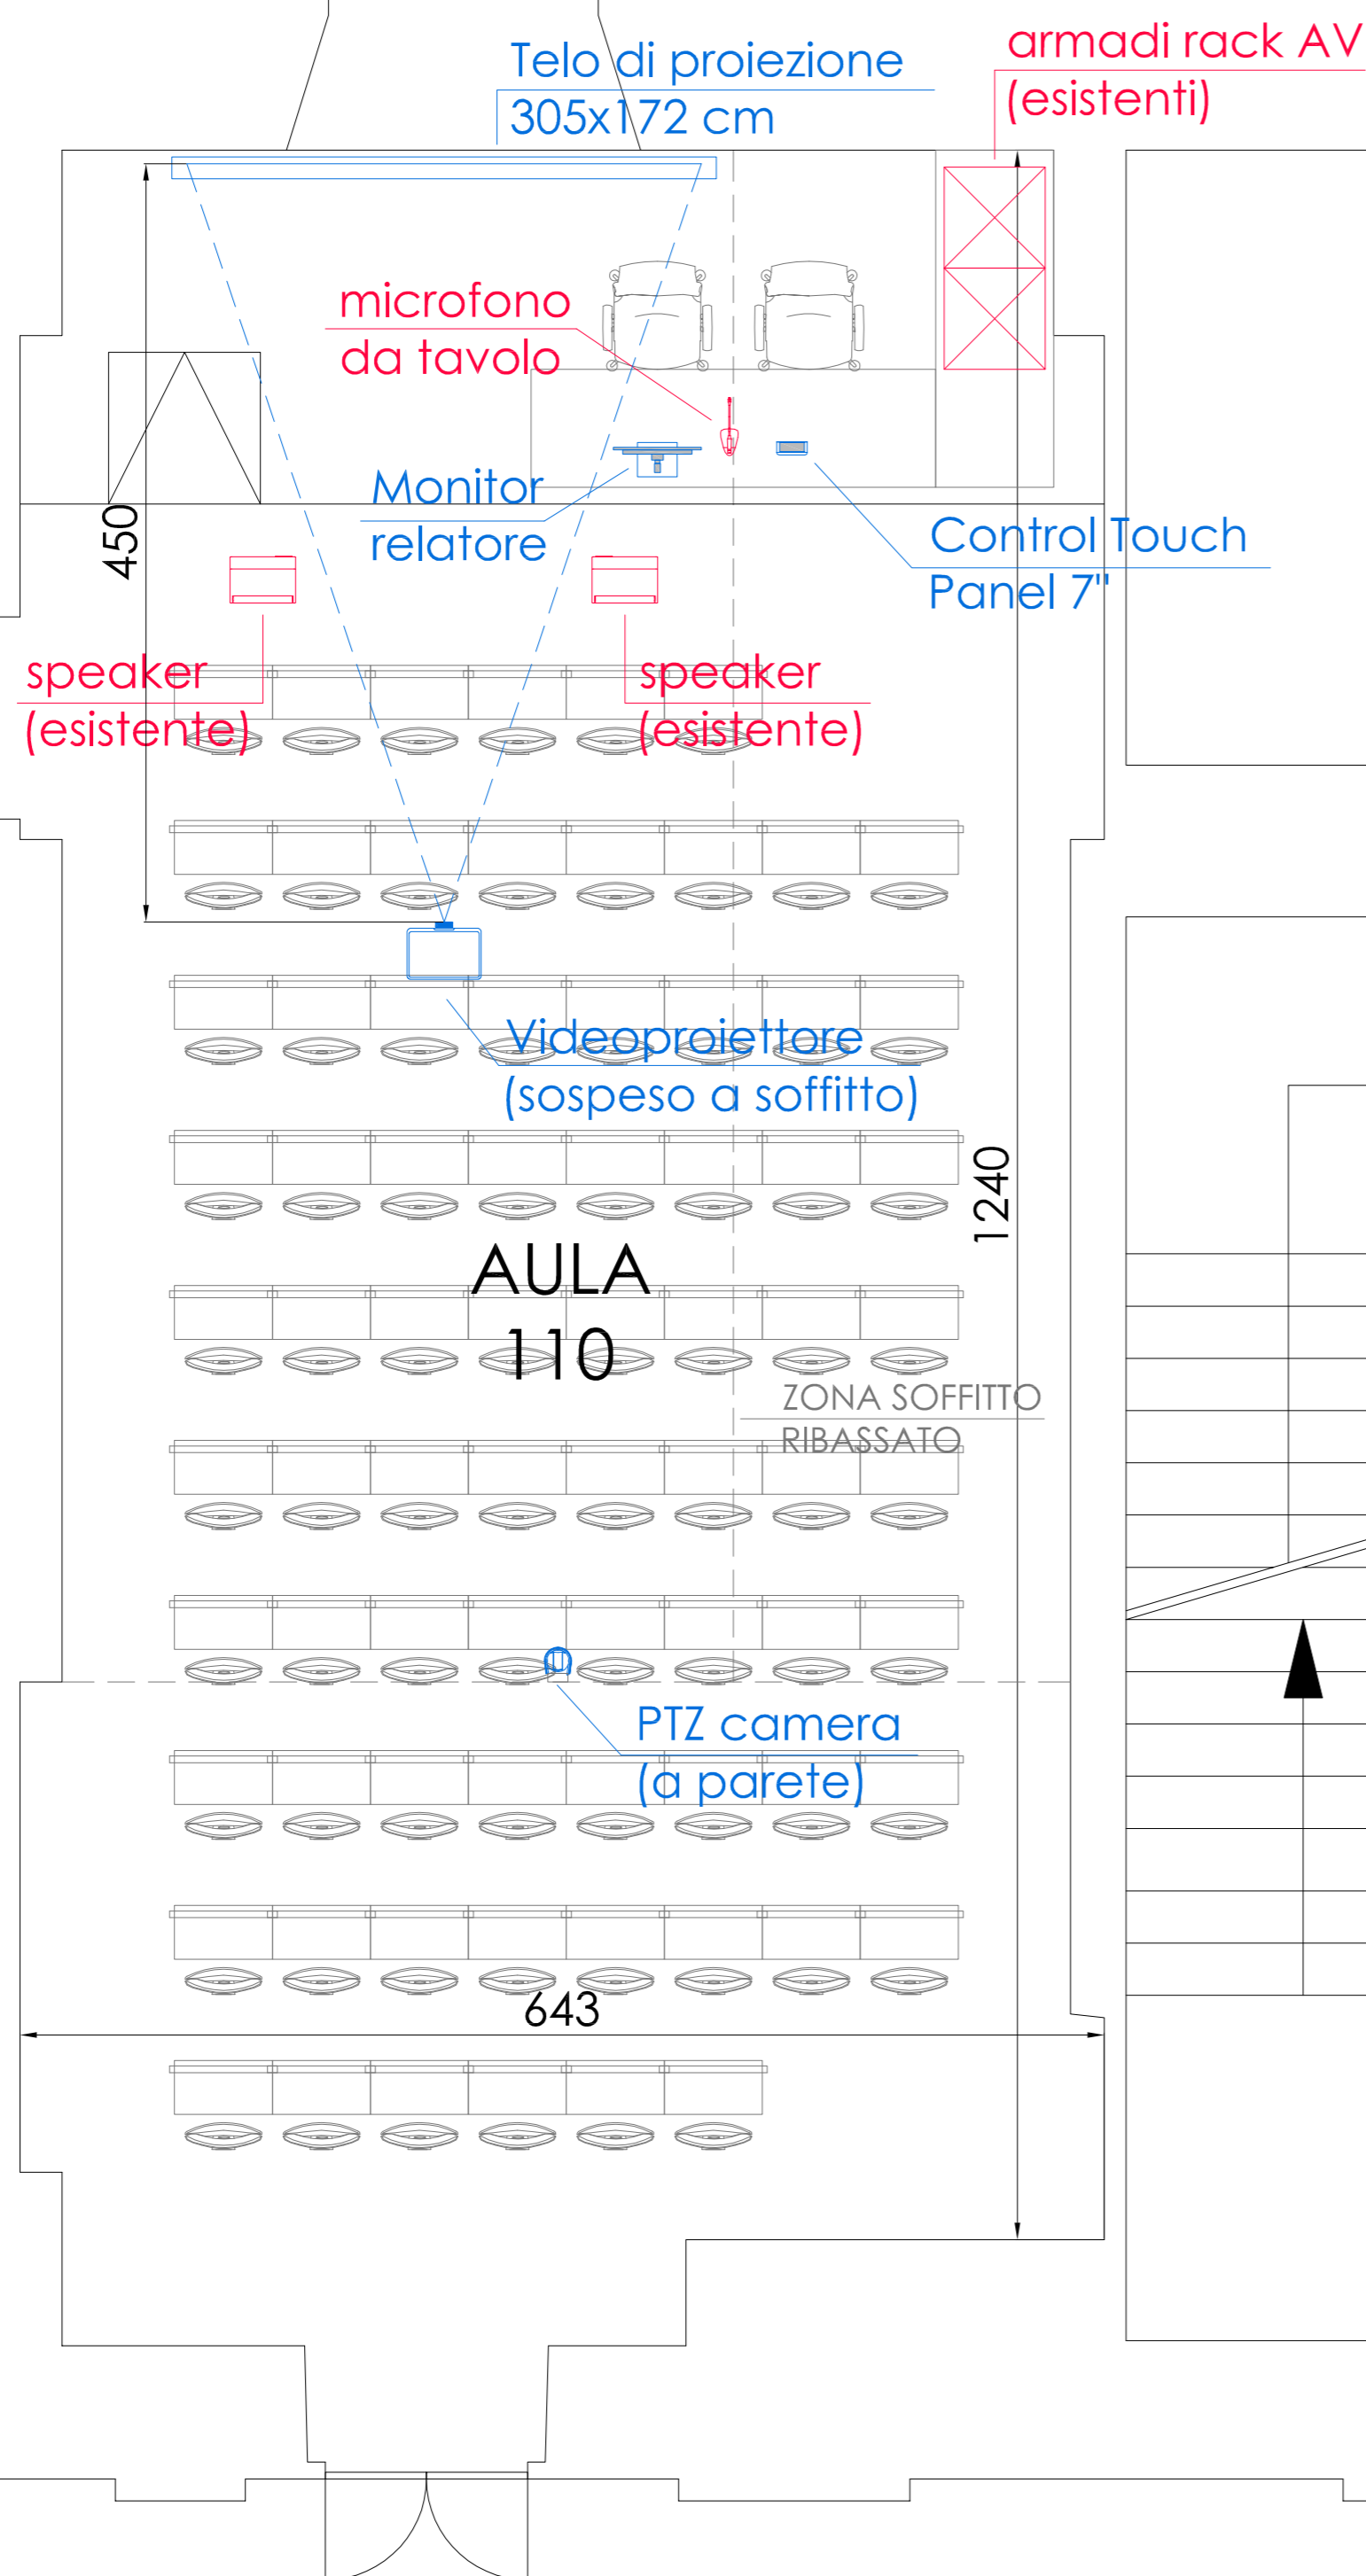 Telo di proiezione
305x172 cm
armadi rack AV
(esistenti)
microfono
da tavolo
Monitor
relatore
450
Control Touch
Panel 7"
speaker
(esistente)
speaker
(esistente)
Videoproiettore
(sospeso a soffitto)
1240
AULA
110
ZONA SOFFITTO
RIBASSATO
PTZ camera
(a parete)
643